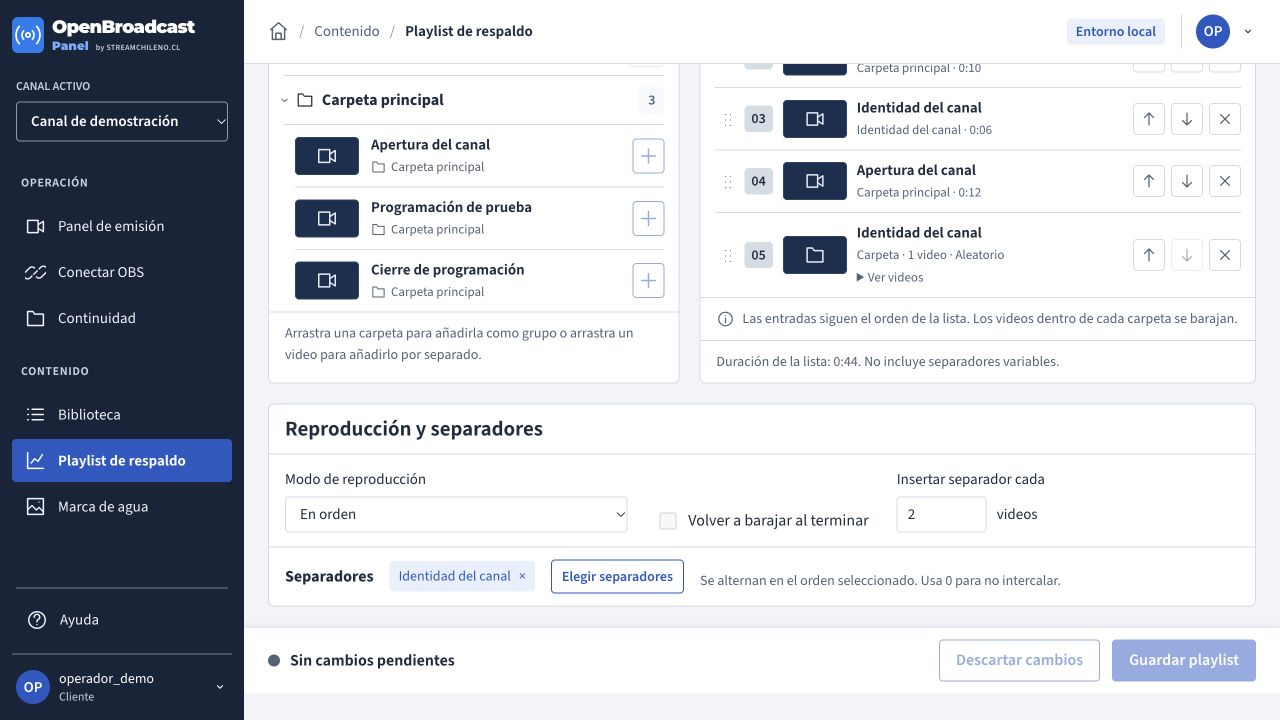 OpenBroadcast
Panel by STREAMCHILENO.CL
CANAL ACTIVO
Canal de demostración
OPERACIÓN
Panel de emisión
Conectar OBS
Continuidad
CONTENIDO
Biblioteca
Playlist de respaldo
Marca de agua
Ayuda
OP
operador_demo
Cliente
/ Contenido / Playlist de respaldo
Entorno local
OP
Carpeta principal
3
Apertura del canal
Carpeta principal
Programación de prueba
Carpeta principal
Cierre de programación
Carpeta principal
Arrastra una carpeta para añadirla como grupo o arrastra un
video para añadirlo por separado.
Carpeta principal · 0:10
03
Identidad del canal
Identidad del canal · 0:06
04
Apertura del canal
Carpeta principal · 0:12
05
Identidad del canal
Carpeta · 1 video · Aleatorio
Ver videos
Las entradas siguen el orden de la lista. Los videos dentro de cada carpeta se barajan.
Duración de la lista: 0:44. No incluye separadores variables.
Reproducción y separadores
Modo de reproducción
En orden
Volver a barajar al terminar
Insertar separador cada
2 videos
Separadores
Identidad del canal ×
Elegir separadores
Se alternan en el orden seleccionado. Usa 0 para no intercalar.
Sin cambios pendientes
Descartar cambios
Guardar playlist